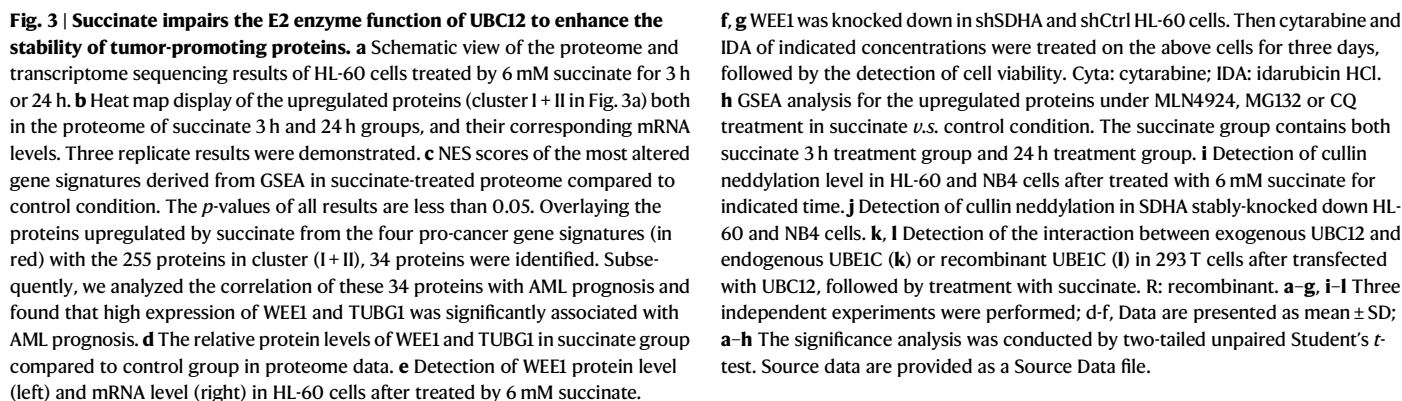 Fig. 3 | Succinate impairs the E2 enzyme function of UBC12 to enhance the
stability of tumor-promoting proteins. a Schematic view of the proteome and
transcriptome sequencing results of HL-60 cells treated by 6 mM succinate for 3 h
or 24 h. b Heat map display of the upregulated proteins (cluster I + II in Fig. 3a) both
in the proteome of succinate 3 h and 24 h groups, and their corresponding mRNA
levels. Three replicate results were demonstrated. c NES scores of the most altered
gene signatures derived from GSEA in succinate-treated proteome compared to
control condition. The p-values of all results are less than 0.05. Overlaying the
proteins upregulated by succinate from the four pro-cancer gene signatures (in
red) with the 255 proteins in cluster (I + II), 34 proteins were identified. Subse-
quently, we analyzed the correlation of these 34 proteins with AML prognosis and
found that high expression of WEE1 and TUBG1 was significantly associated with
AML prognosis. d The relative protein levels of WEE1 and TUBG1 in succinate group
compared to control group in proteome data. e Detection of WEE1 protein level
(left) and mRNA level (right) in HL-60 cells after treated by 6 mM succinate.
f, g WEE1 was knocked down in shSDHA and shCtrl HL-60 cells. Then cytarabine and
IDA of indicated concentrations were treated on the above cells for three days,
followed by the detection of cell viability. Cyta: cytarabine; IDA: idarubicin HCl.
h GSEA analysis for the upregulated proteins under MLN4924, MG132 or CQ
treatment in succinate v.s. control condition. The succinate group contains both
succinate 3 h treatment group and 24 h treatment group. i Detection of cullin
neddylation level in HL-60 and NB4 cells after treated with 6 mM succinate for
indicated time. j Detection of cullin neddylation in SDHA stably-knocked down HL-
60 and NB4 cells. k, l Detection of the interaction between exogenous UBC12 and
endogenous UBE1C (k) or recombinant UBE1C (l) in 293 T cells after transfected
with UBC12, followed by treatment with succinate. R: recombinant. a–g, i–l Three
independent experiments were performed; d-f, Data are presented as mean ± SD;
a–h The significance analysis was conducted by two-tailed unpaired Student's t-
test. Source data are provided as a Source Data file.